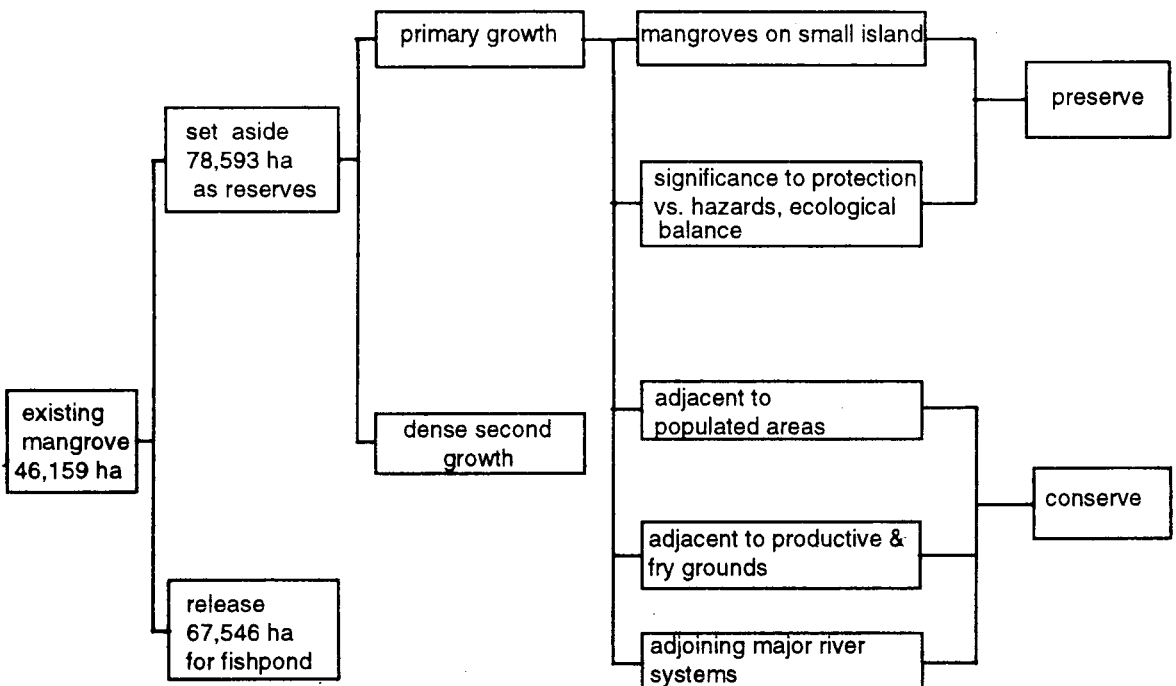 primary growth
mangroves on small island
preserve
set aside
78,593 ha
as reserves
significance to protection
vs. hazards, ecological
balance
existing
mangrove
46,159 ha
dense second
growth
adjacent to
populated areas
conserve
adjacent to productive &
fry grounds
release
67,546 ha
for fishpond
adjoining major river
systems